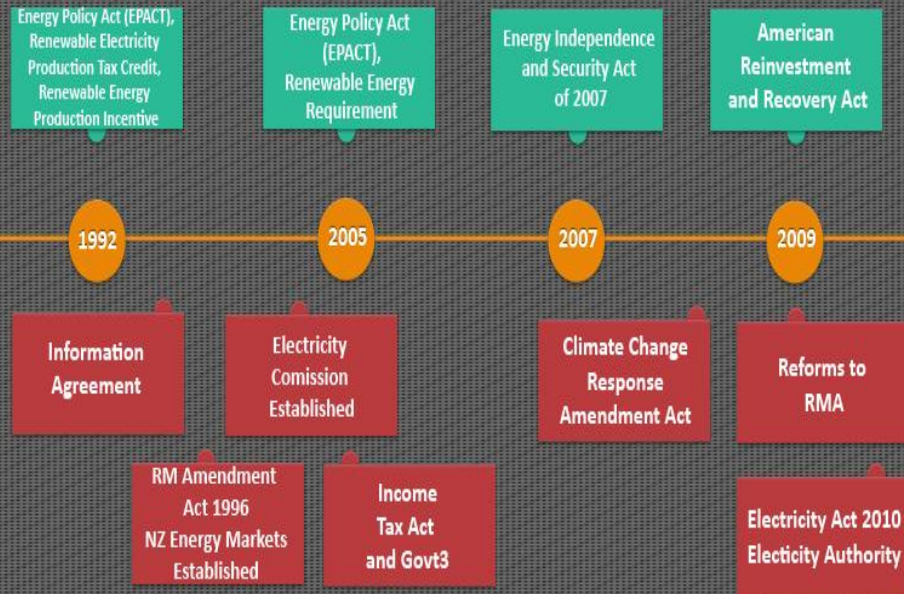 Energy Policy Act (EPACT),
Renewable Electricity
Production Tax Credit,
Renewable Energy
Production Incentive
Energy Policy Act
(EPACT),
Renewable Energy
Requirement
Energy Independence
and Security Act
of 2007
American
Reinvestment
and Recovery Act
1992
2005
2007
2009
Information
Agreement
Electricity
Comission
Established
Climate Change
Response
Amendment Act
Reforms to
RMA
RM Amendment
Act 1996
NZ Energy Markets
Established
Income
Tax Act
and Govt3
Electricity Act 2010
Electicity Authority